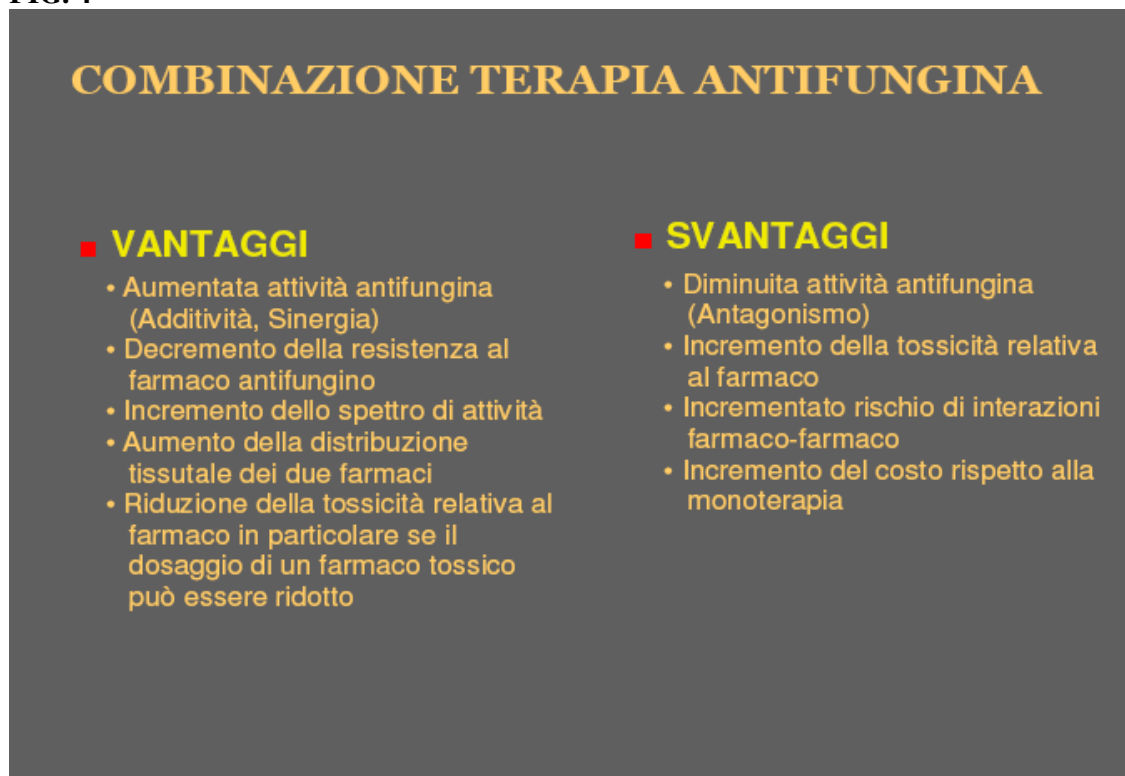 FIG. 4
COMBINAZIONE TERAPIA ANTIFUNGINA
VANTAGGI
• Aumentata attività antifungina
(Additività, Sinergia)
• Decremento della resistenza al
farmaco antifungino
• Incremento dello spettro di attività
• Aumento della distribuzione
tissutale dei due farmaci
• Riduzione della tossicità relativa al
farmaco in particolare se il
dosaggio di un farmaco tossico
può essere ridotto
SVANTAGGI
• Diminuita attività antifungina
(Antagonismo)
• Incremento della tossicità relativa
al farmaco
• Incrementato rischio di interazioni
farmaco-farmaco
• Incremento del costo rispetto alla
monoterapia